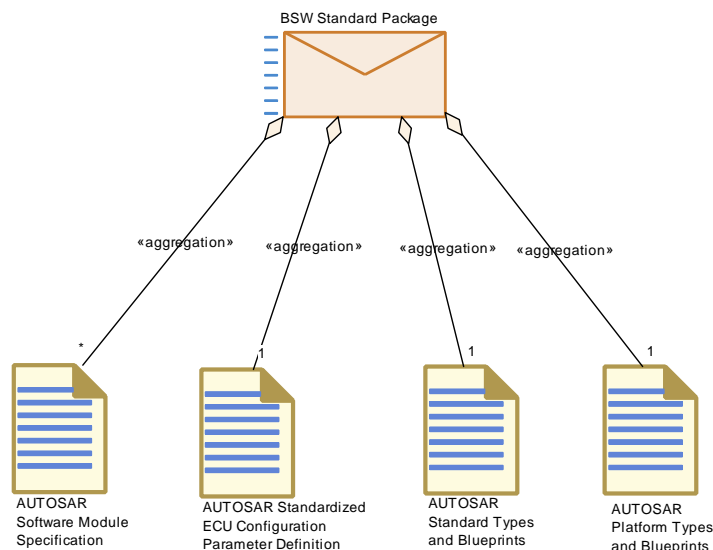 BSW Standard Package
«aggregation»
«aggregation»
«aggregation»
«aggregation»
*
1
1
1
AUTOSAR
Software Module
Specification
AUTOSAR Standardized
ECU Configuration
Parameter Definition
AUTOSAR
Standard Types
and Blueprints
AUTOSAR
Platform Types
and Blueprints